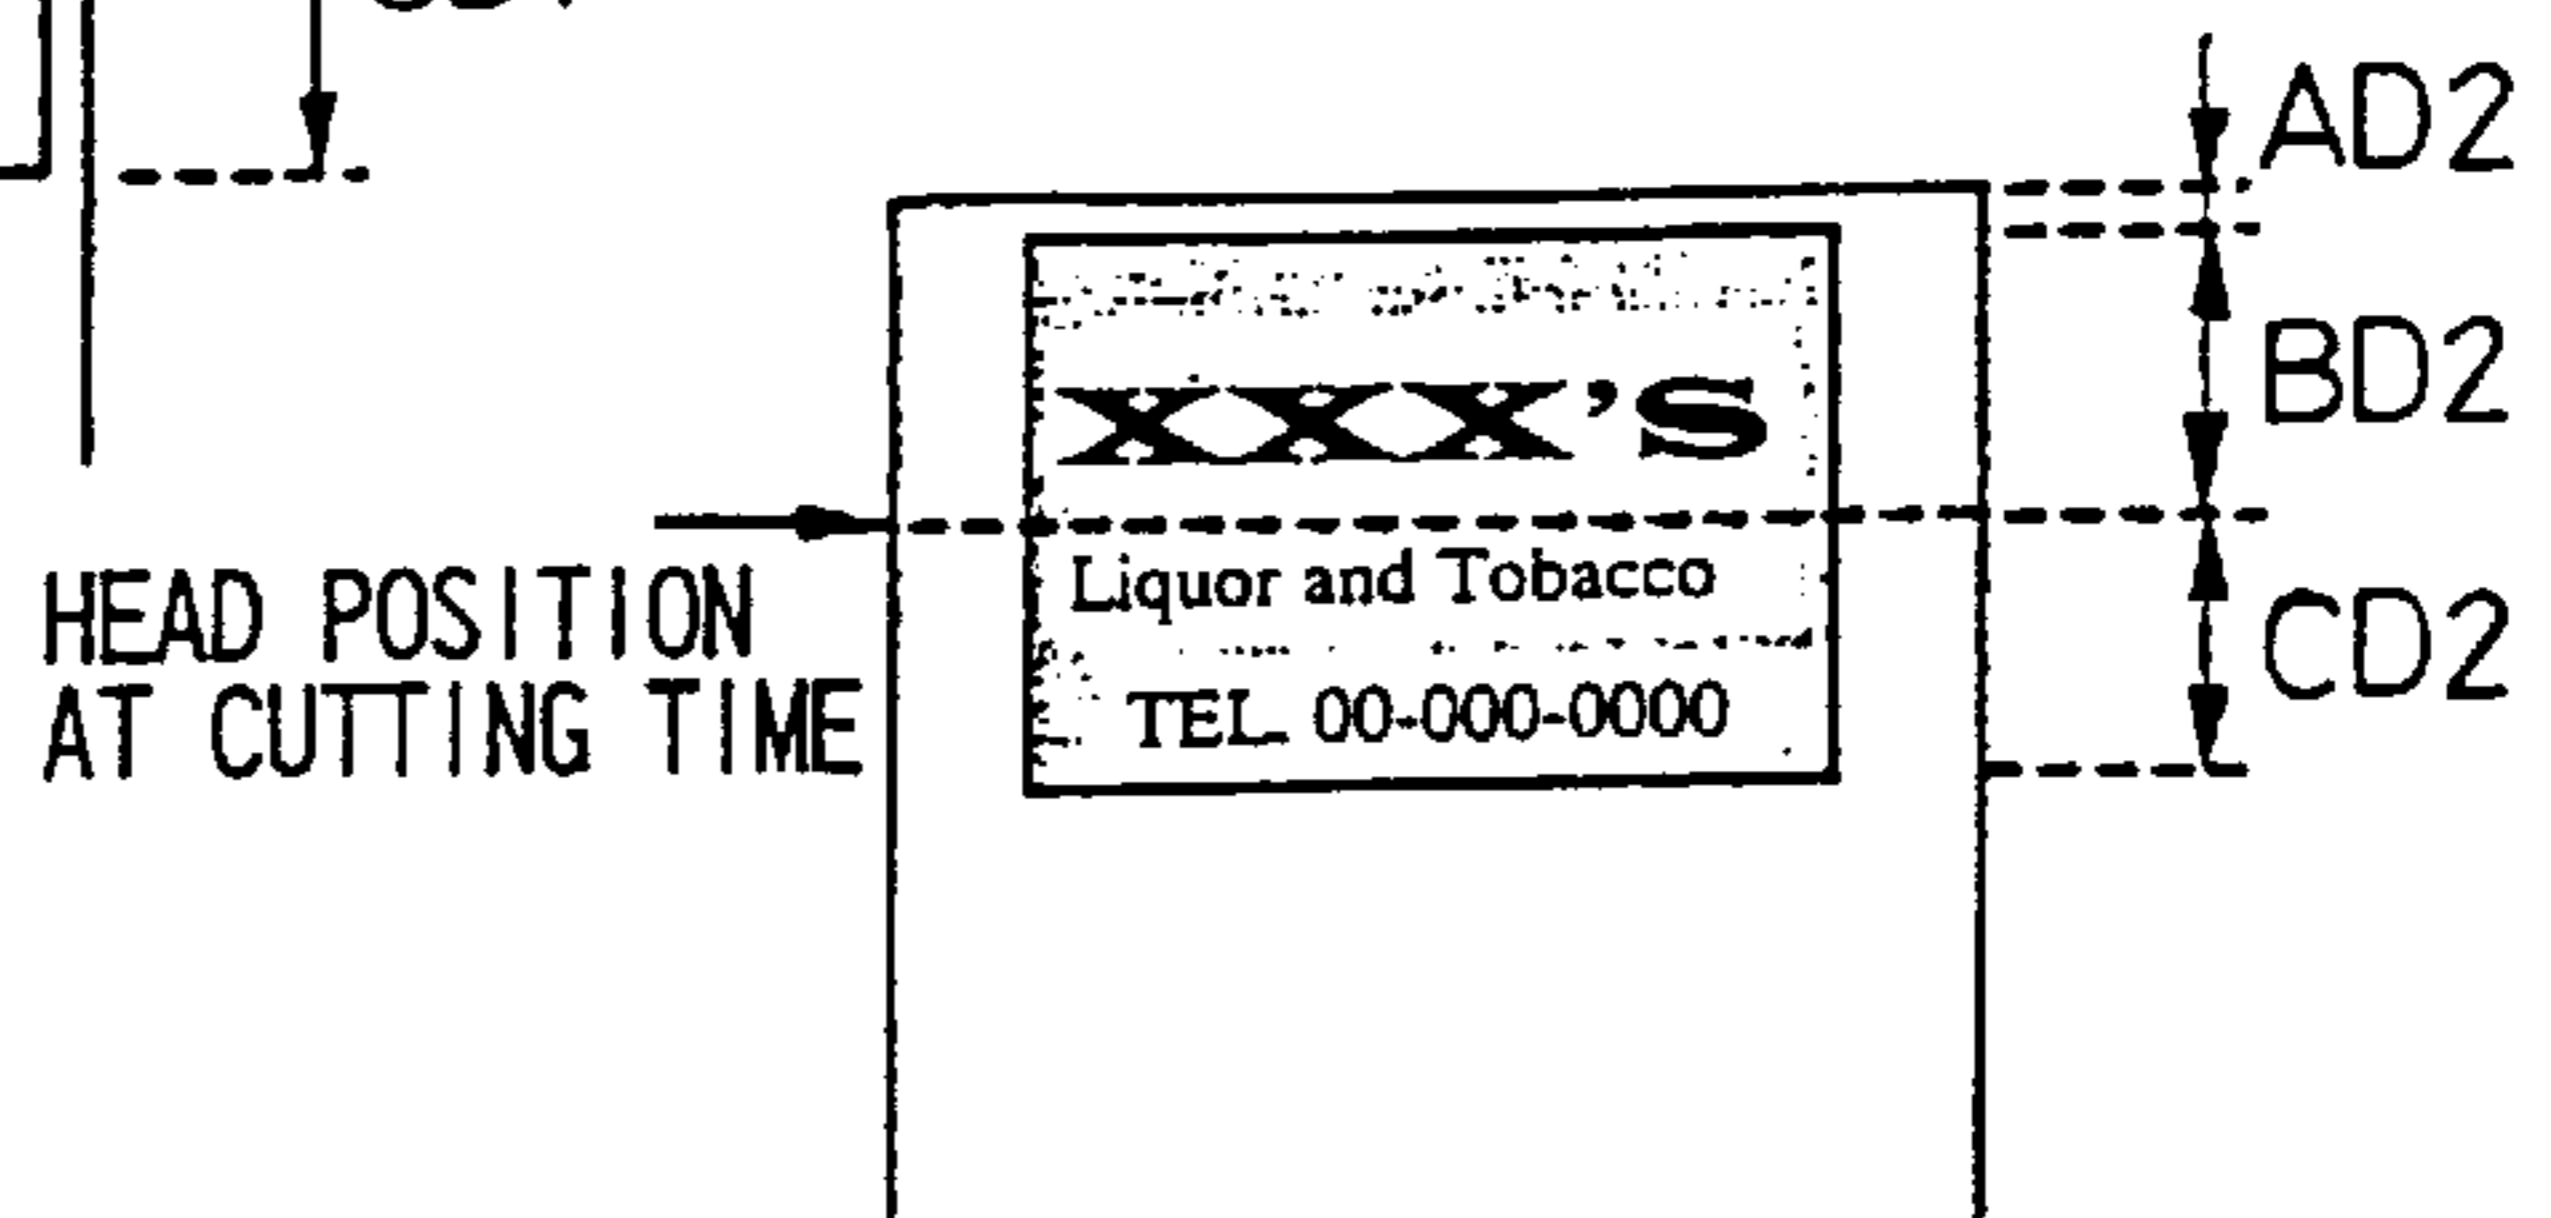 AD2
BD2
XXX'S
HEAD POSITION
AT CUTTING TIME
Liquor and Tobacco
CD2
TEL. 00-000-0000